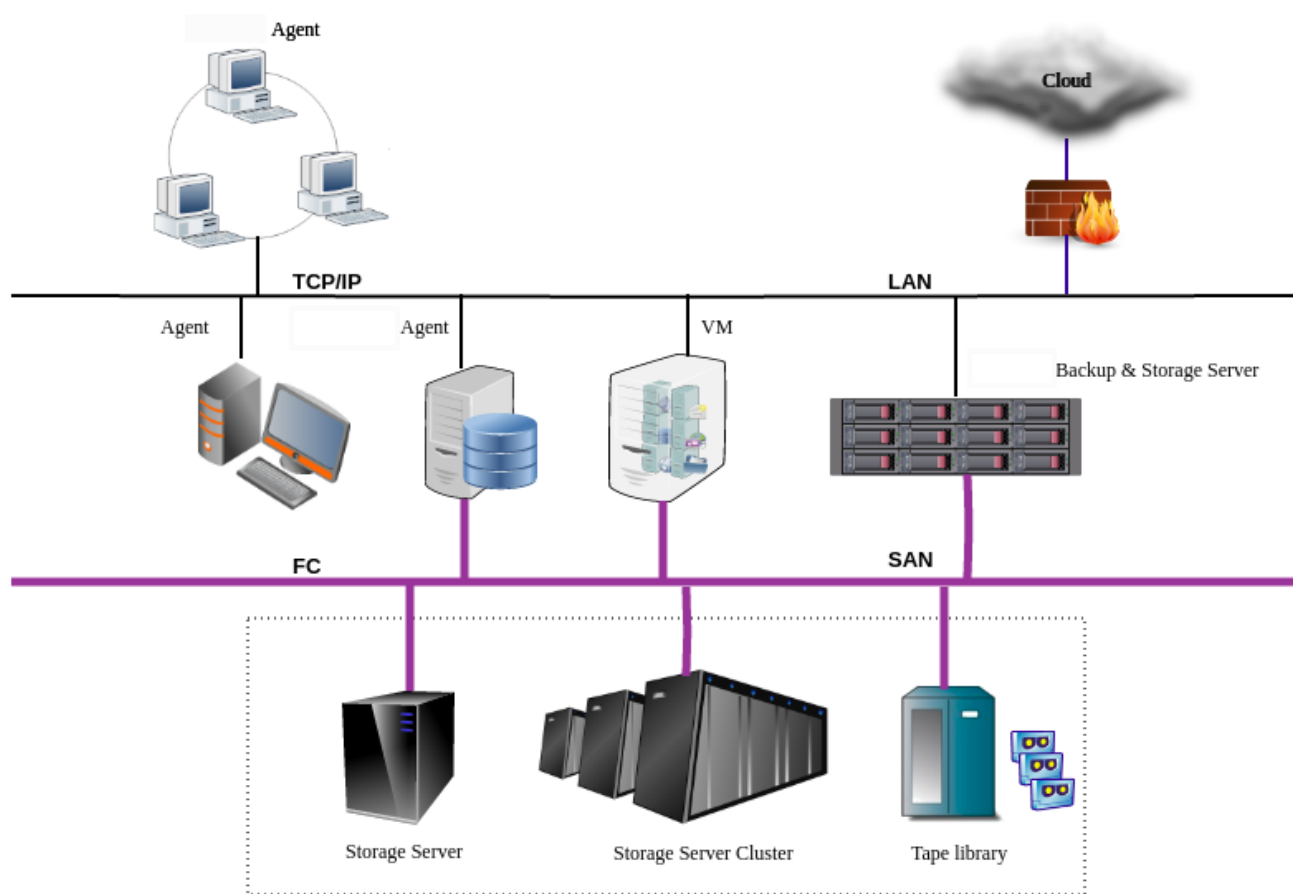 Agent
Cloud
TCP/IP
LAN
Agent
Agent
VM
Backup & Storage Server
FC
SAN
Storage Server
Storage Server Cluster
Tape library